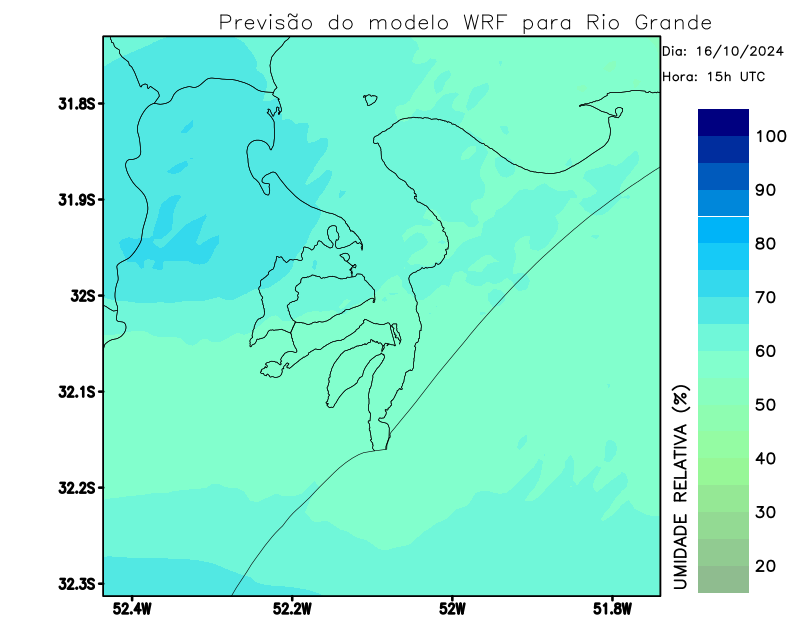 Previsão do modelo WRF para Rio Grande
Dia: 16/10/2024
Hora: 15h UTC
31.8S
31.9S
32S
32.1S
32.2S
32.3S
52.4W
52.2W
52W
51.8W
100
90
80
70
60
50
40
30
20
UMIDADE RELATIVA (%)